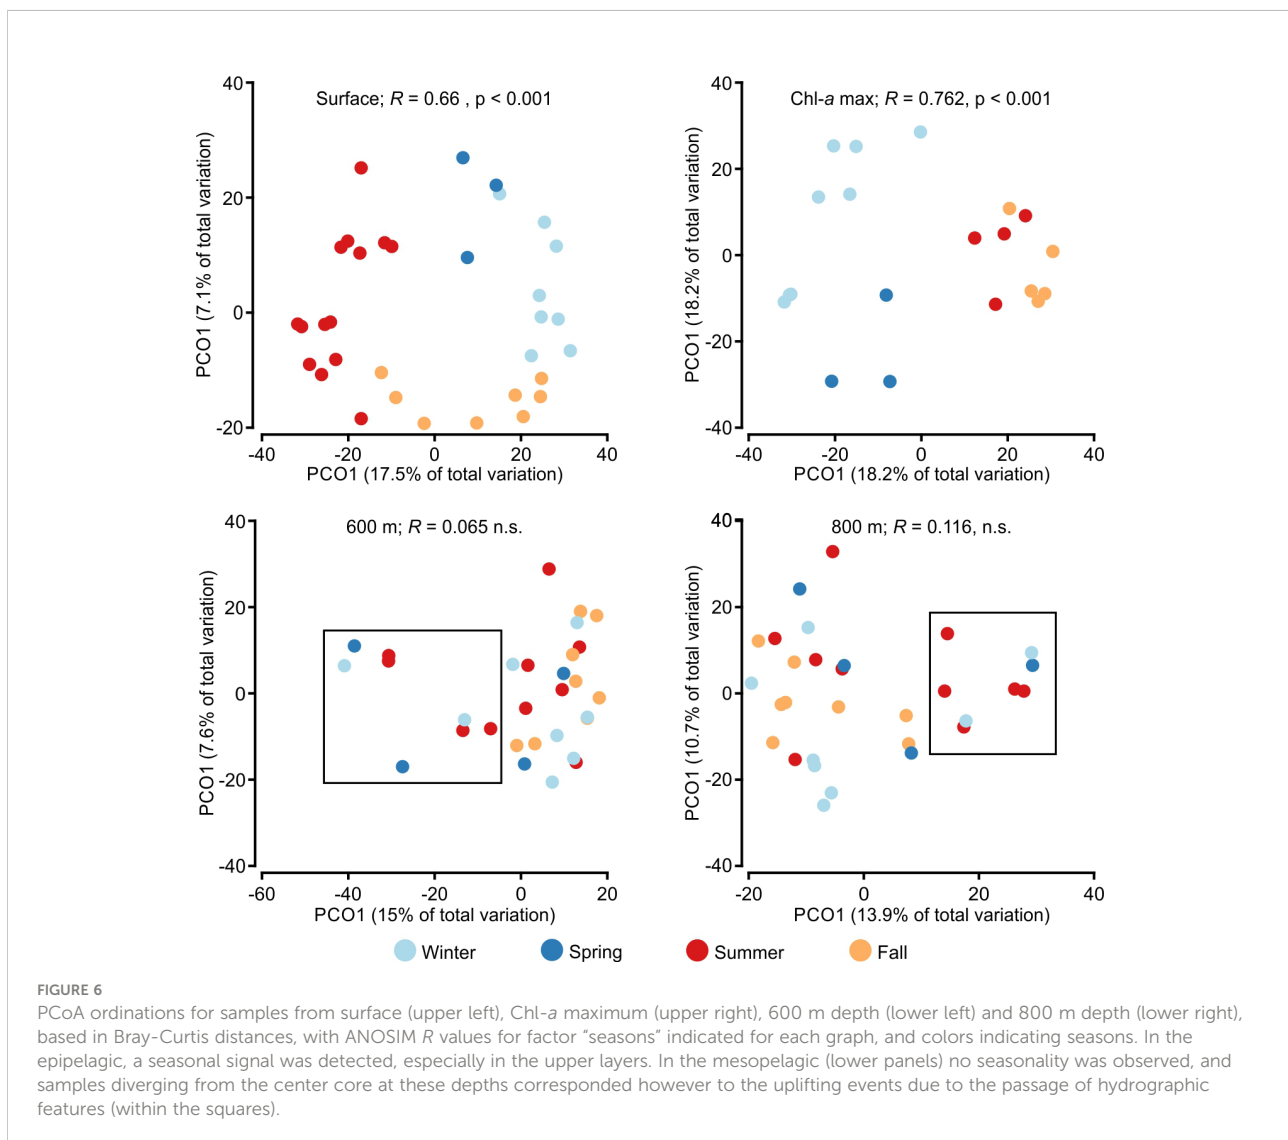 Surface; R = 0.66 , p < 0.001
40
20
0
-20
PCO1 (7.1% of total variation)
-40 -20 0 20 40
PCO1 (17.5% of total variation)
Chl-a max; R = 0.762, p < 0.001
40
20
0
-20
-40
PCO1 (18.2% of total variation)
-40 -20 0 20 40
PCO1 (18.2% of total variation)
600 m; R = 0.065 n.s.
40
20
0
-20
-40
PCO1 (7.6% of total variation)
-60 -40 -20 0 20
PCO1 (15% of total variation)
800 m; R = 0.116, n.s.
40
20
0
-20
-40
PCO1 (10.7% of total variation)
-20 0 20 40
PCO1 (13.9% of total variation)
Winter Spring Summer Fall
FIGURE 6
PCoA ordinations for samples from surface (upper left), Chl-a maximum (upper right), 600 m depth (lower left) and 800 m depth (lower right),
based in Bray-Curtis distances, with ANOSIM R values for factor “seasons” indicated for each graph, and colors indicating seasons. In the
epipelagic, a seasonal signal was detected, especially in the upper layers. In the mesopelagic (lower panels) no seasonality was observed, and
samples diverging from the center core at these depths corresponded however to the uplifting events due to the passage of hydrographic
features (within the squares).